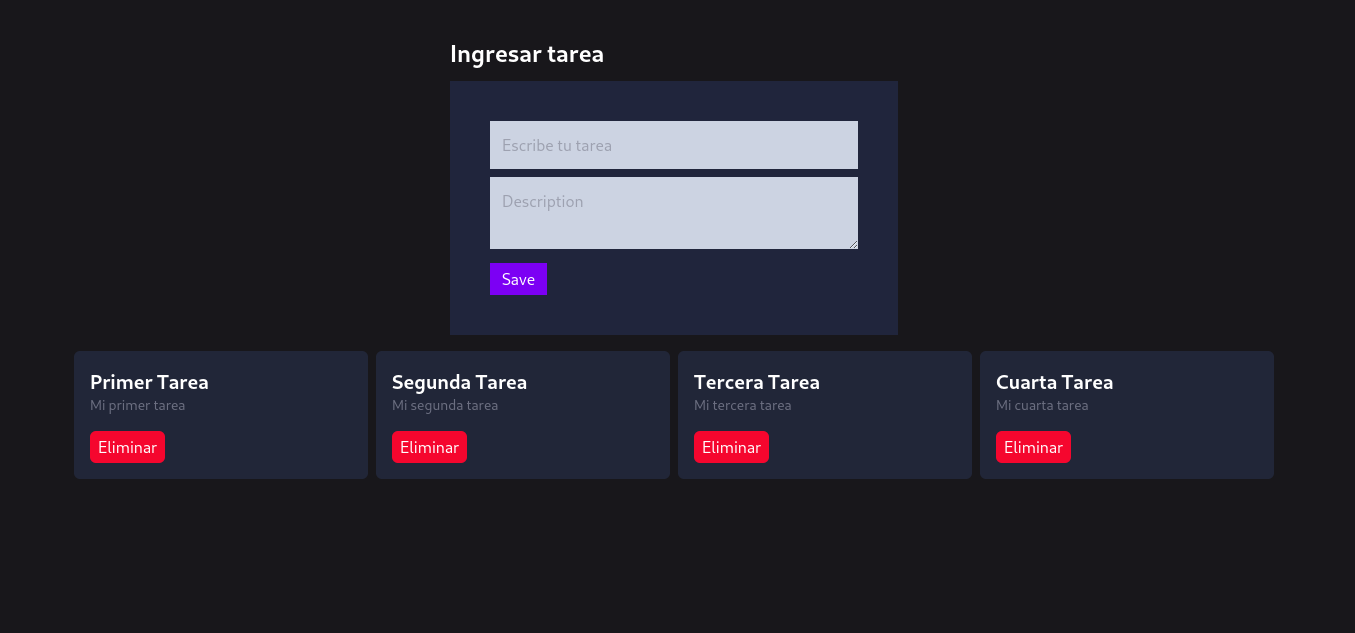 Ingresar tarea
Escribe tu tarea
Description
Save
Primer Tarea
Mi primer tarea
Eliminar
Segunda Tarea
Mi segunda tarea
Eliminar
Tercera Tarea
Mi tercera tarea
Eliminar
Cuarta Tarea
Mi cuarta tarea
Eliminar